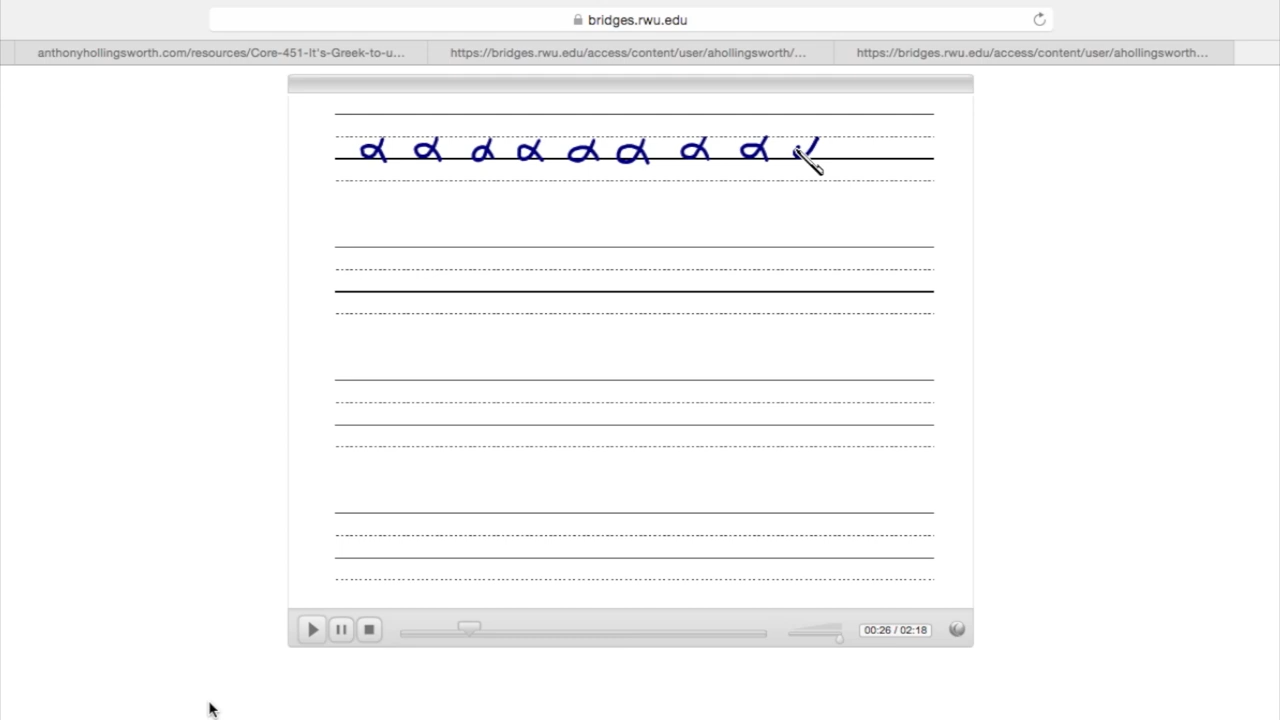 bridges.rwu.edu
anthonyhollingsworth.com/resources/Core-451-It's-Greek-to-u... https://bridges.rwu.edu/access/content/user/ahollingsworth/... https://bridges.rwu.edu/access/content/user/ahollingsworth...
α α α α α α α α
00:26 / 02:18